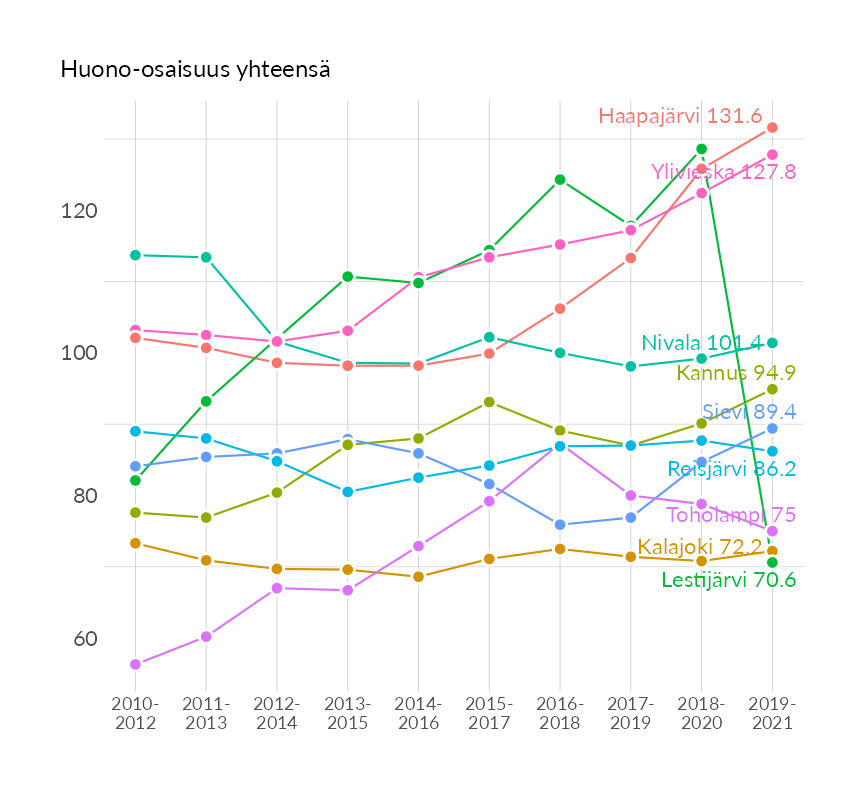 Huono-osaisuus yhteensä
Haapajärvi 131.6
Ylivieska 127.8
120
Nivala 101.4
100
Kannus 94.9
Sievi 89.4
Reisjärvi 86.2
80
Toholampi 75
Kalajoki 72.2
Lestijärvi 70.6
60
2010- 2011- 2012- 2013- 2014- 2015- 2016- 2017- 2018- 2019-
2012 2013 2014 2015 2016 2017 2018 2019 2020 2021